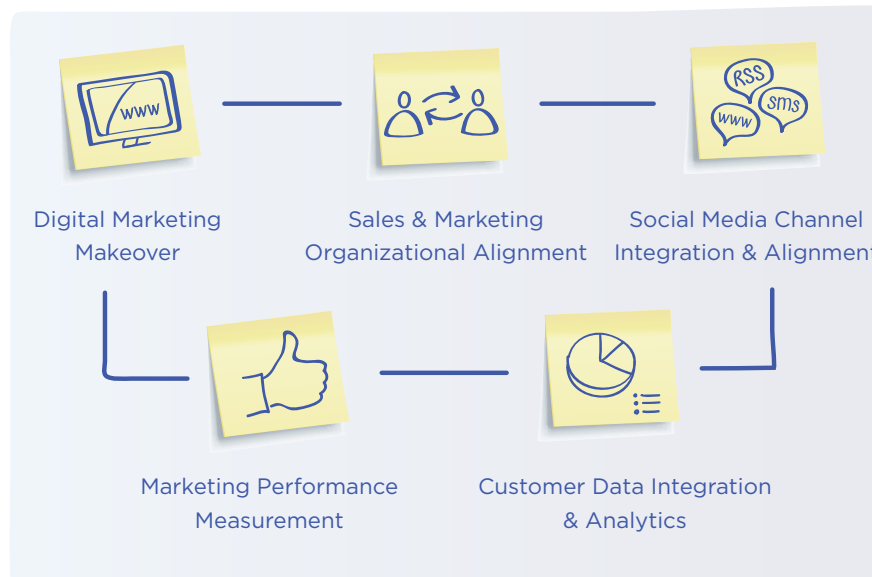 WWW
RSS
SMS
WWW
Digital Marketing
Makeover
Sales & Marketing
Organizational Alignment
Social Media Channel
Integration & Alignment
Marketing Performance
Measurement
Customer Data Integration
& Analytics